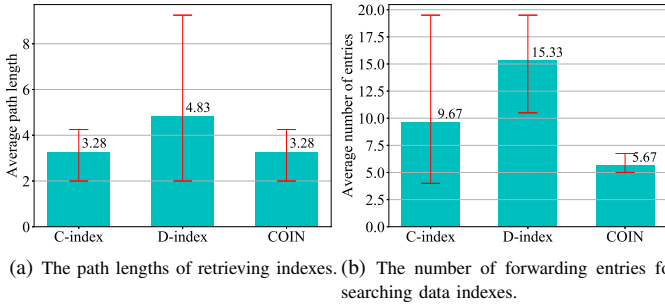 Average path length
8
6
4
2
0
3.28
4.83
3.28
C-index
D-index
COIN
(a) The path lengths of retrieving indexes.
Average number of entries
20.0
17.5
15.0
12.5
10.0
7.5
5.0
2.5
0.0
9.67
15.33
5.67
C-index
D-index
COIN
(b) The number of forwarding entries fo
searching data indexes.